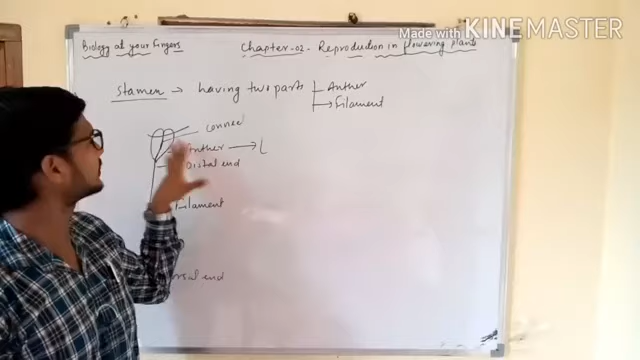 Made with KINEMASTER
Biology at your Fingers
Chapter-02 Reproduction in flowering plants
Stamen → having two parts
Anther
Filament
connec
Anther → L
Distal end
Filament
orsal end